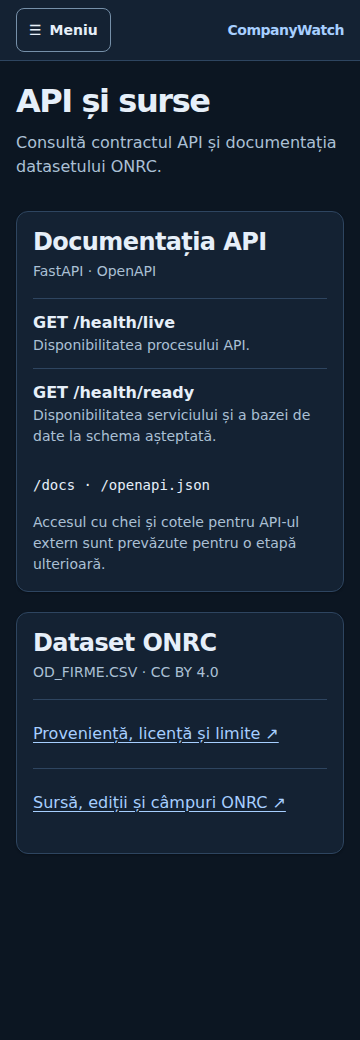 ☰ Meniu
CompanyWatch
API și surse
Consultă contractul API și documentația
datasetului ONRC.
Documentația API
FastAPI · OpenAPI
GET /health/live
Disponibilitatea procesului API.
GET /health/ready
Disponibilitatea serviciului și a bazei de
date la schema așteptată.
/docs · /openapi.json
Accesul cu chei și cotele pentru API-ul
extern sunt prevăzute pentru o etapă
ulterioară.
Dataset ONRC
OD_FIRME.CSV · CC BY 4.0
Proveniență, licență și limite ↗
Sursă, ediții și câmpuri ONRC ↗